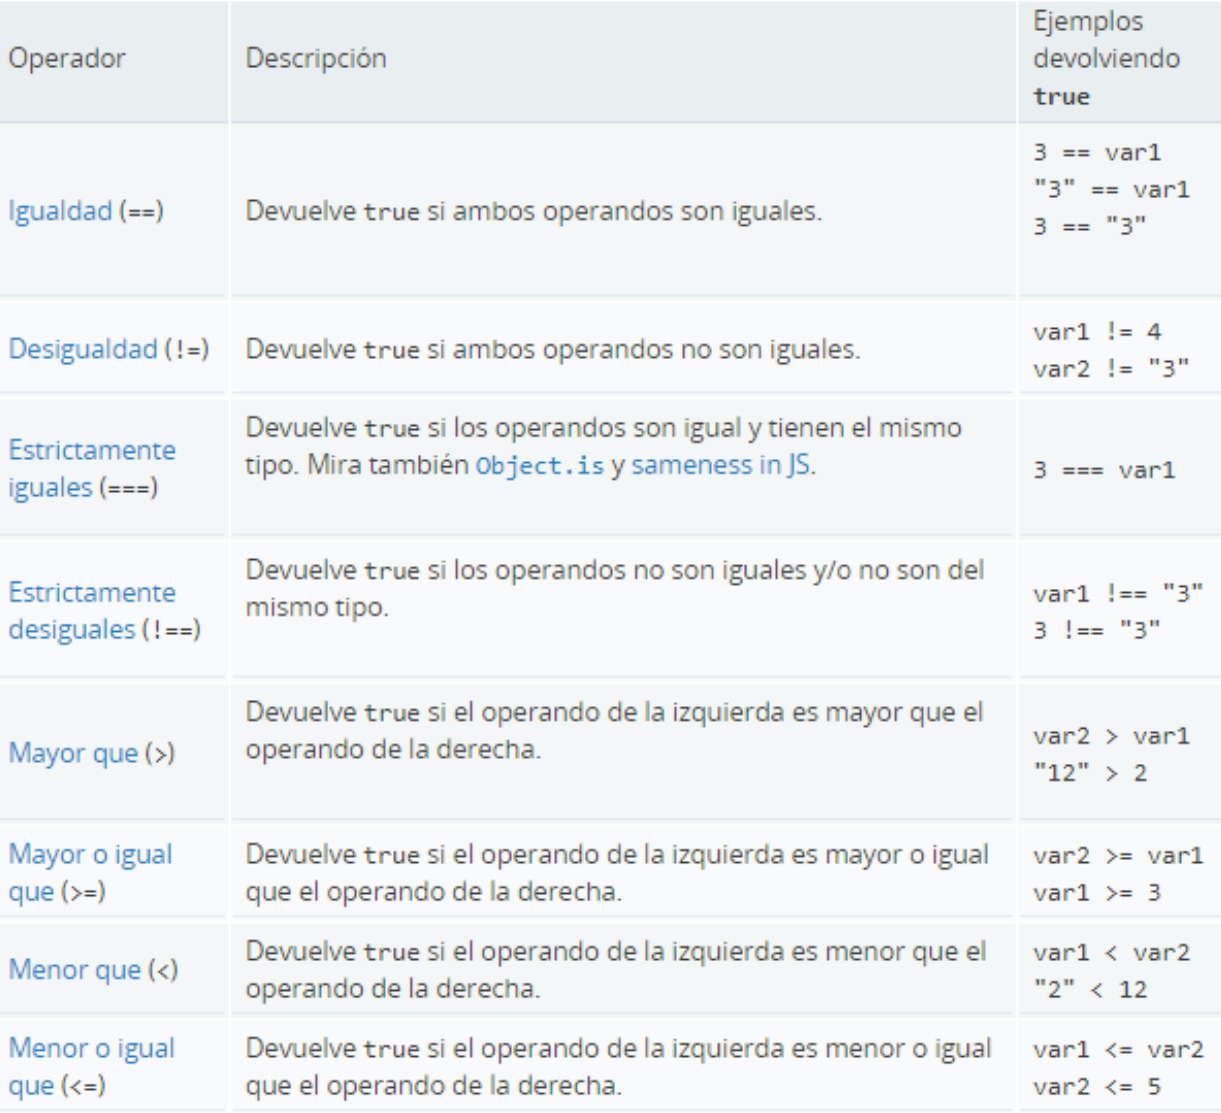 Operador
Descripción
Ejemplos
devolviendo
true
Igualdad (==)
Devuelve true si ambos operandos son iguales.
3 == var1
"3" == var1
3 == "3"
Desigualdad (!=)
Devuelve true si ambos operandos no son iguales.
var1 != 4
var2 != "3"
Estrictamente
iguales (===)
Devuelve true si los operandos son igual y tienen el mismo
tipo. Mira también Object.is y sameness in JS.
3 === var1
Estrictamente
desiguales (!==)
Devuelve true si los operandos no son iguales y/o no son del
mismo tipo.
var1 !== "3"
3 !== "3"
Mayor que (>)
Devuelve true si el operando de la izquierda es mayor que el
operando de la derecha.
var2 > var1
"12" > 2
Mayor o igual
que (>=)
Devuelve true si el operando de la izquierda es mayor o igual
que el operando de la derecha.
var2 >= var1
var1 >= 3
Menor que (<)
Devuelve true si el operando de la izquierda es menor que el
operando de la derecha.
var1 < var2
"2" < 12
Menor o igual
que (<=)
Devuelve true si el operando de la izquierda es menor o igual
que el operando de la derecha.
var1 <= var2
var2 <= 5